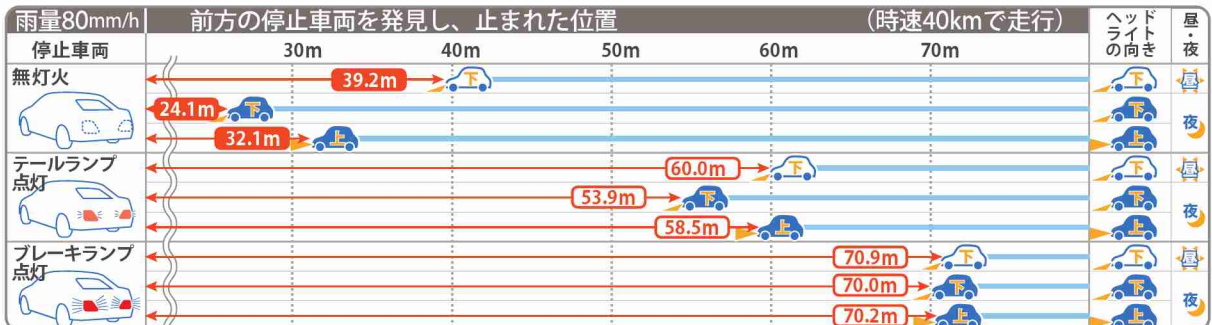 雨量80mm/h 前方の停止車両を発見し、止まれた位置 （時速40kmで走行） ヘッドライトの向き 昼・夜
停止車両 30m 40m 50m 60m 70m
無灯火 39.2m 下 下 昼
24.1m 下 下 夜
32.1m 上 上
テールランプ点灯 60.0m 下 下 昼
53.9m 下 下 夜
58.5m 上 上
ブレーキランプ点灯 70.9m 下 下 昼
70.0m 下 下 夜
70.2m 上 上